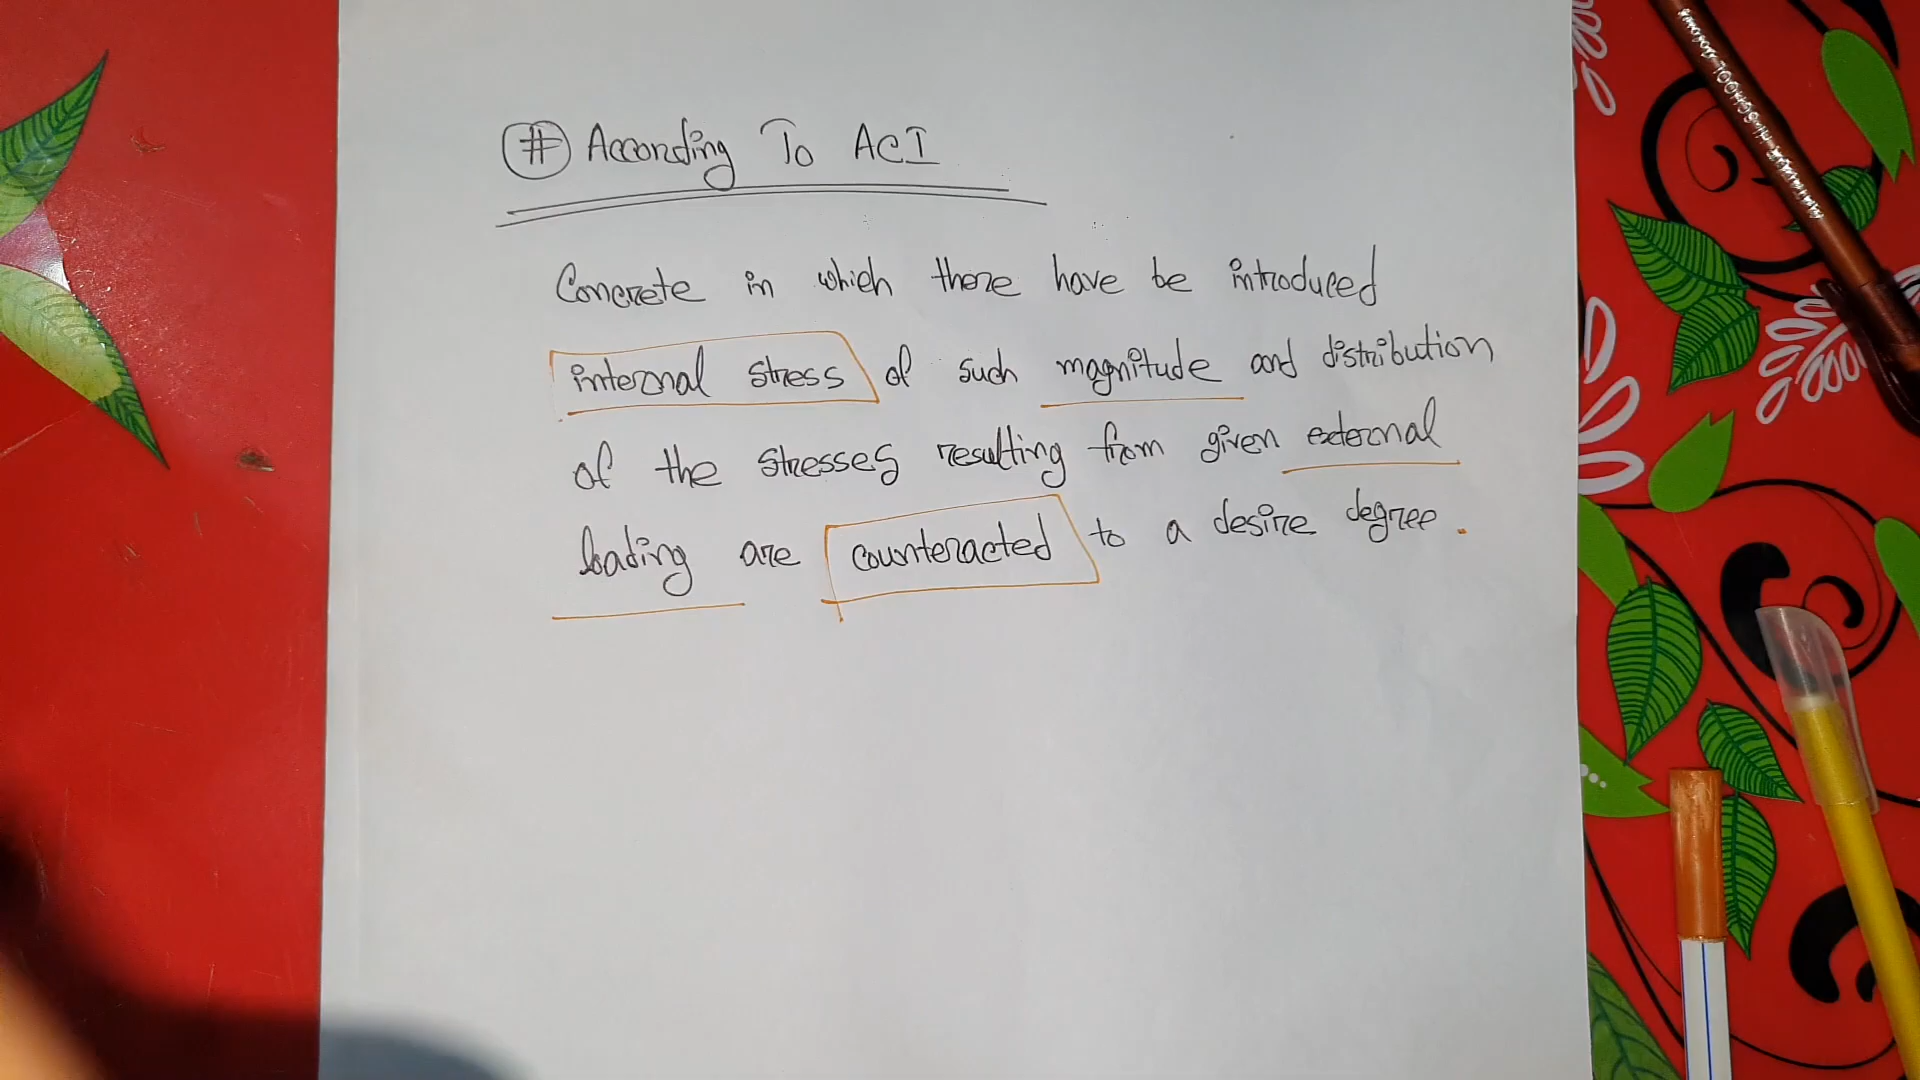 # According To ACI
Concrete in which there have be introduced
internal stress of such magnitude and distribution
of the stresses resulting from given external
loading are counteracted to a desire degree.